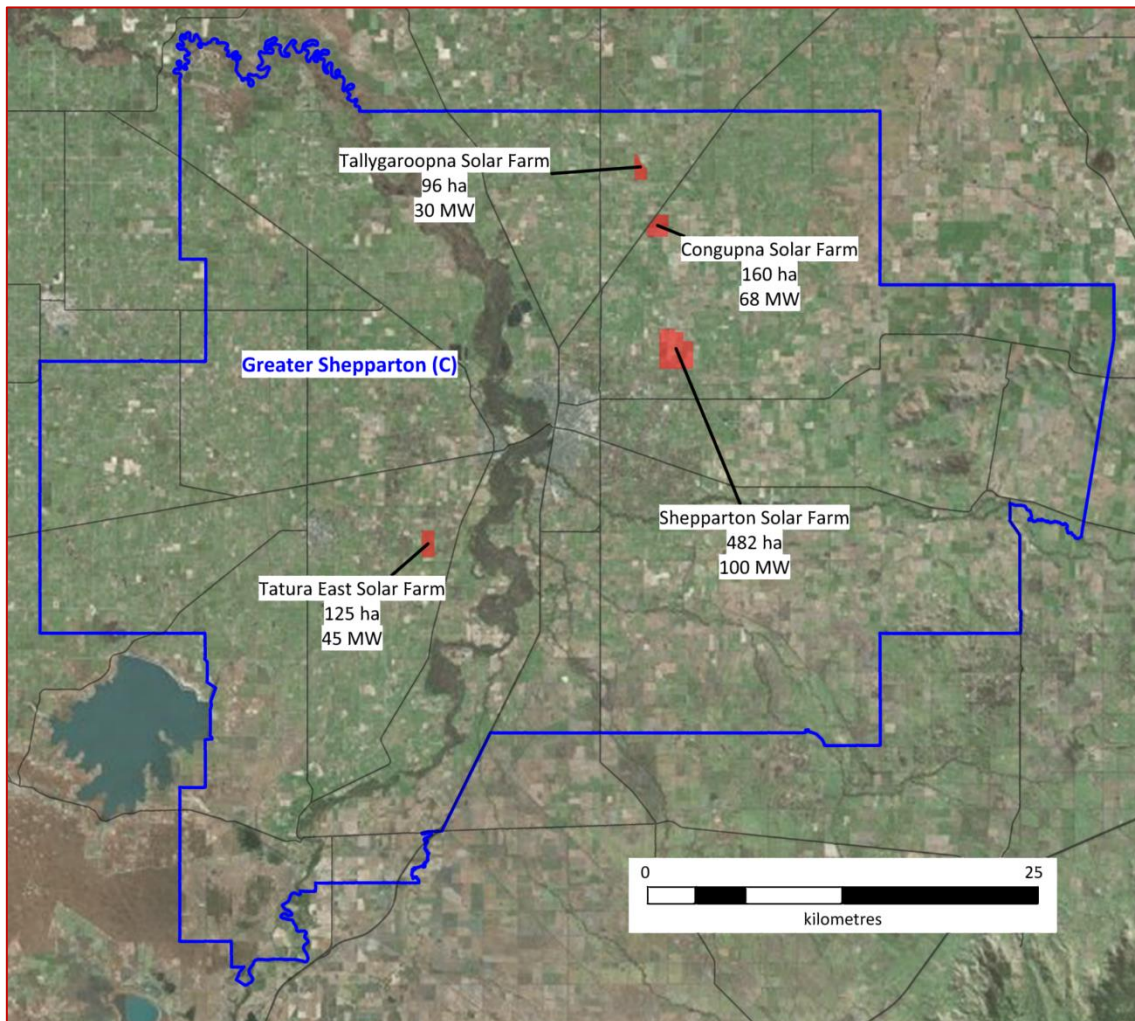 Tallygaroopna Solar Farm
96 ha
30 MW
Congupna Solar Farm
160 ha
68 MW
Greater Shepparton (C)
Shepparton Solar Farm
482 ha
100 MW
Tatura East Solar Farm
125 ha
45 MW
0 25
kilometres